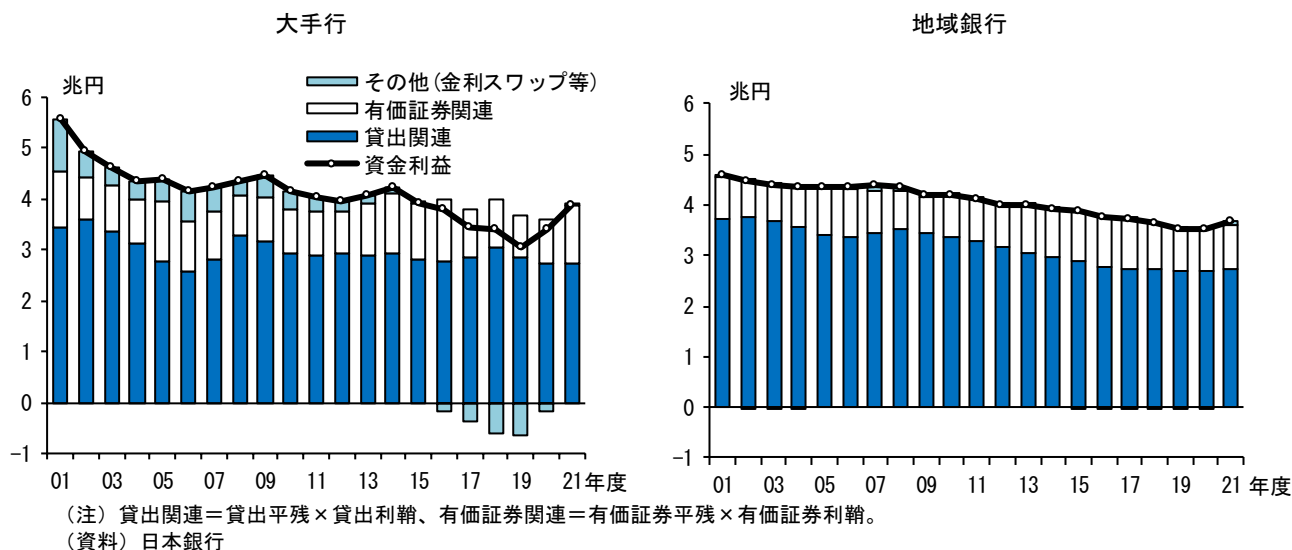 大手行
兆円
その他(金利スワップ等)
有価証券関連
貸出関連
資金利益
6
5
4
3
2
1
0
-1
01 03 05 07 09 11 13 15 17 19 21 年度
地域銀行
兆円
6
5
4
3
2
1
0
-1
01 03 05 07 09 11 13 15 17 19 21 年度
(注)貸出関連=貸出平残×貸出利鞘、有価証券関連=有価証券平残×有価証券利鞘。
(資料)日本銀行